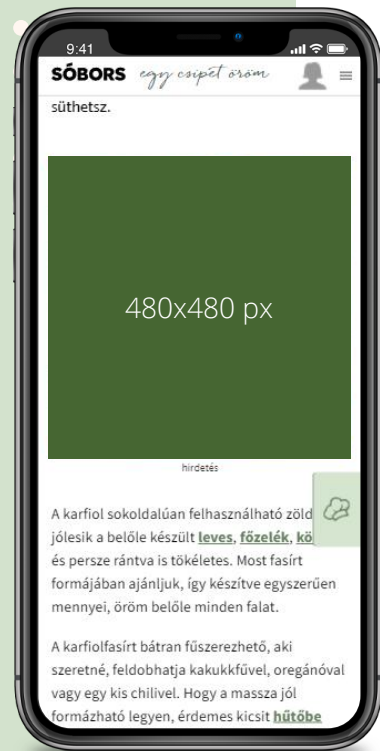 9:41
SÓBORS egy csipet öröm
süthetsz.
480x480 px
hirdetés
A karfiol sokoldalúan felhasználható zöld
jólesik a belőle készült leves, főzelék, kö
és persze rántva is tökéletes. Most fasírt
formájában ajánljuk, így készítve egyszerűen
mennyei, öröm belőle minden falat.
A karfiolfasírt bátran fűszerezhető, aki
szeretné, feldobhatja kakukkfűvel, oregánóval
vagy egy kis chilivel. Hogy a massza jól
formázható legyen, érdemes kicsit hűtőbe